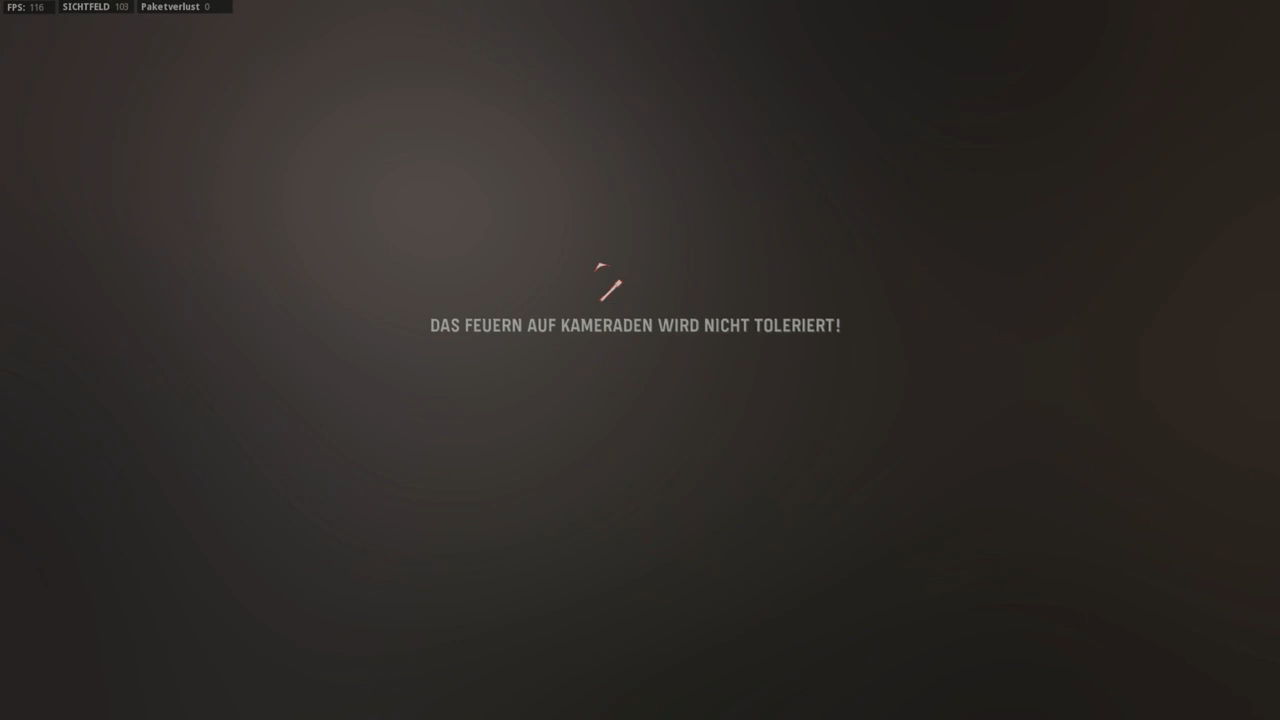 FPS: 116 SICHTFELD 103 Paketverlust 0
DAS FEUERN AUF KAMERADEN WIRD NICHT TOLERIERT!